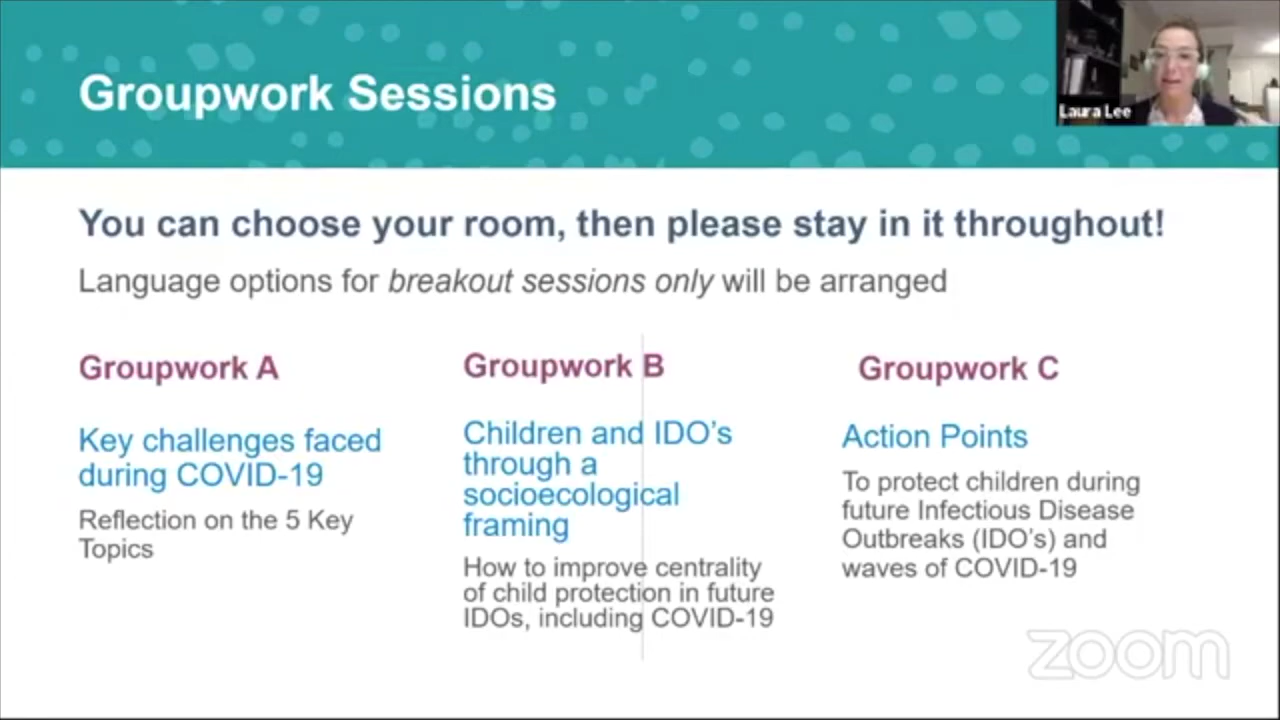 Groupwork Sessions
Laura Lee
You can choose your room, then please stay in it throughout!
Language options for breakout sessions only will be arranged
Groupwork A
Key challenges faced
during COVID-19
Reflection on the 5 Key
Topics
Groupwork B
Children and IDO's
through a
socioecological
framing
How to improve centrality
of child protection in future
IDOs, including COVID-19
Groupwork C
Action Points
To protect children during
future Infectious Disease
Outbreaks (IDO's) and
waves of COVID-19
zoom